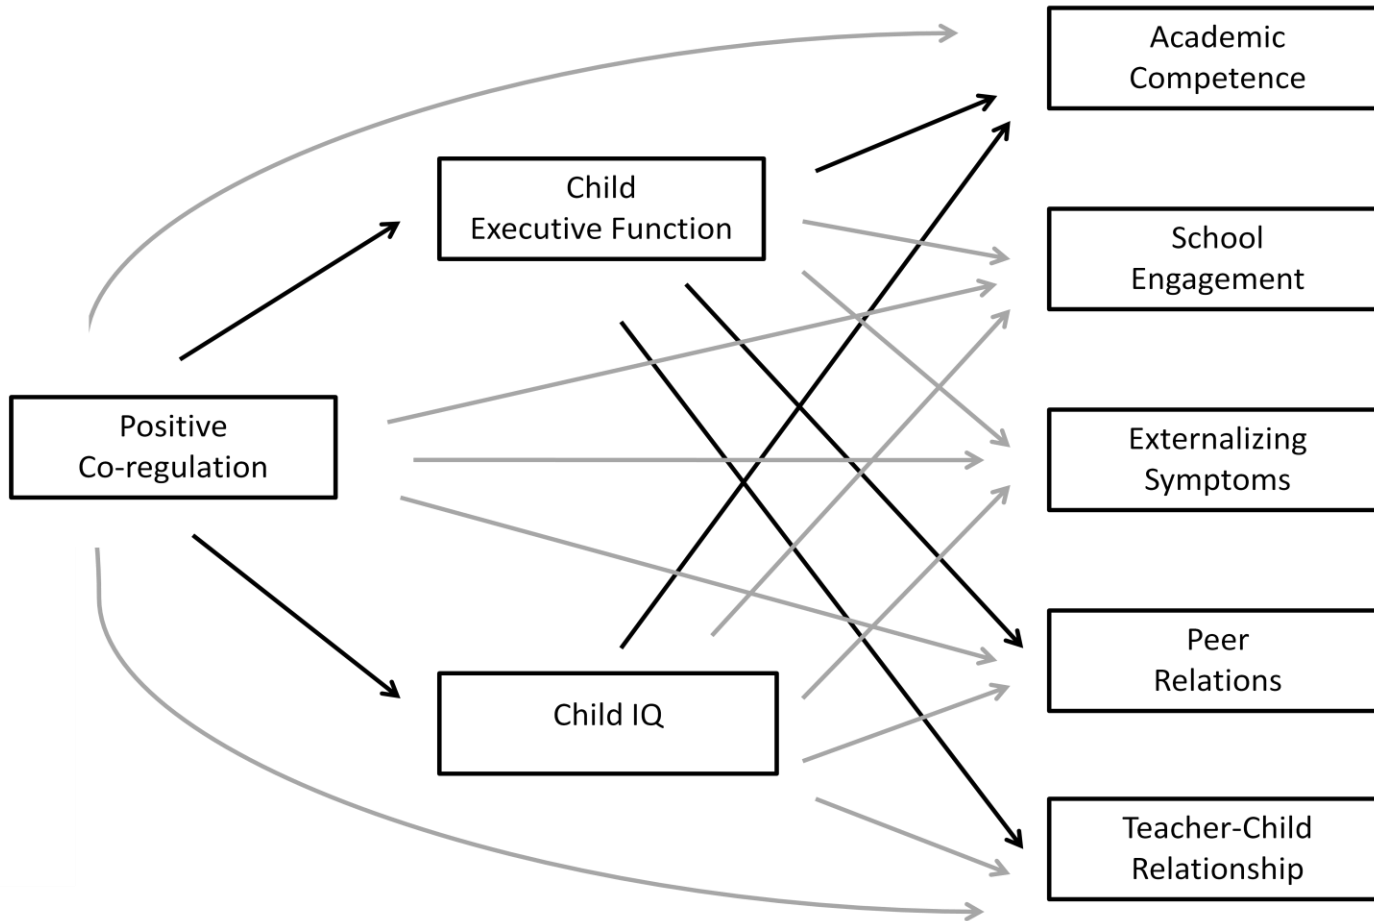 Academic
Competence
Child
Executive Function
School
Engagement
Positive
Co-regulation
Externalizing
Symptoms
Peer
Relations
Child IQ
Teacher-Child
Relationship